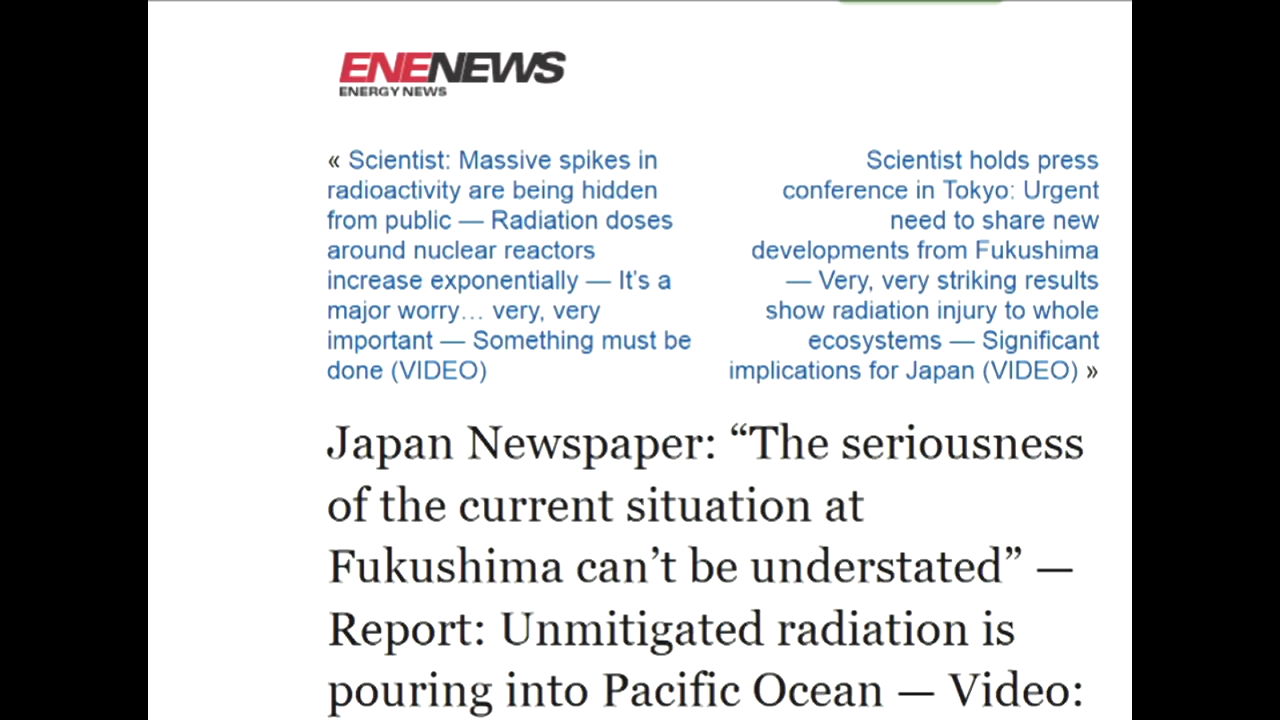 ENENEWS
ENERGY NEWS
« Scientist: Massive spikes in
radioactivity are being hidden
from public — Radiation doses
around nuclear reactors
increase exponentially — It's a
major worry… very, very
important — Something must be
done (VIDEO)
Scientist holds press
conference in Tokyo: Urgent
need to share new
developments from Fukushima
— Very, very striking results
show radiation injury to whole
ecosystems — Significant
implications for Japan (VIDEO) »
Japan Newspaper: “The seriousness
of the current situation at
Fukushima can’t be understated” —
Report: Unmitigated radiation is
pouring into Pacific Ocean — Video: